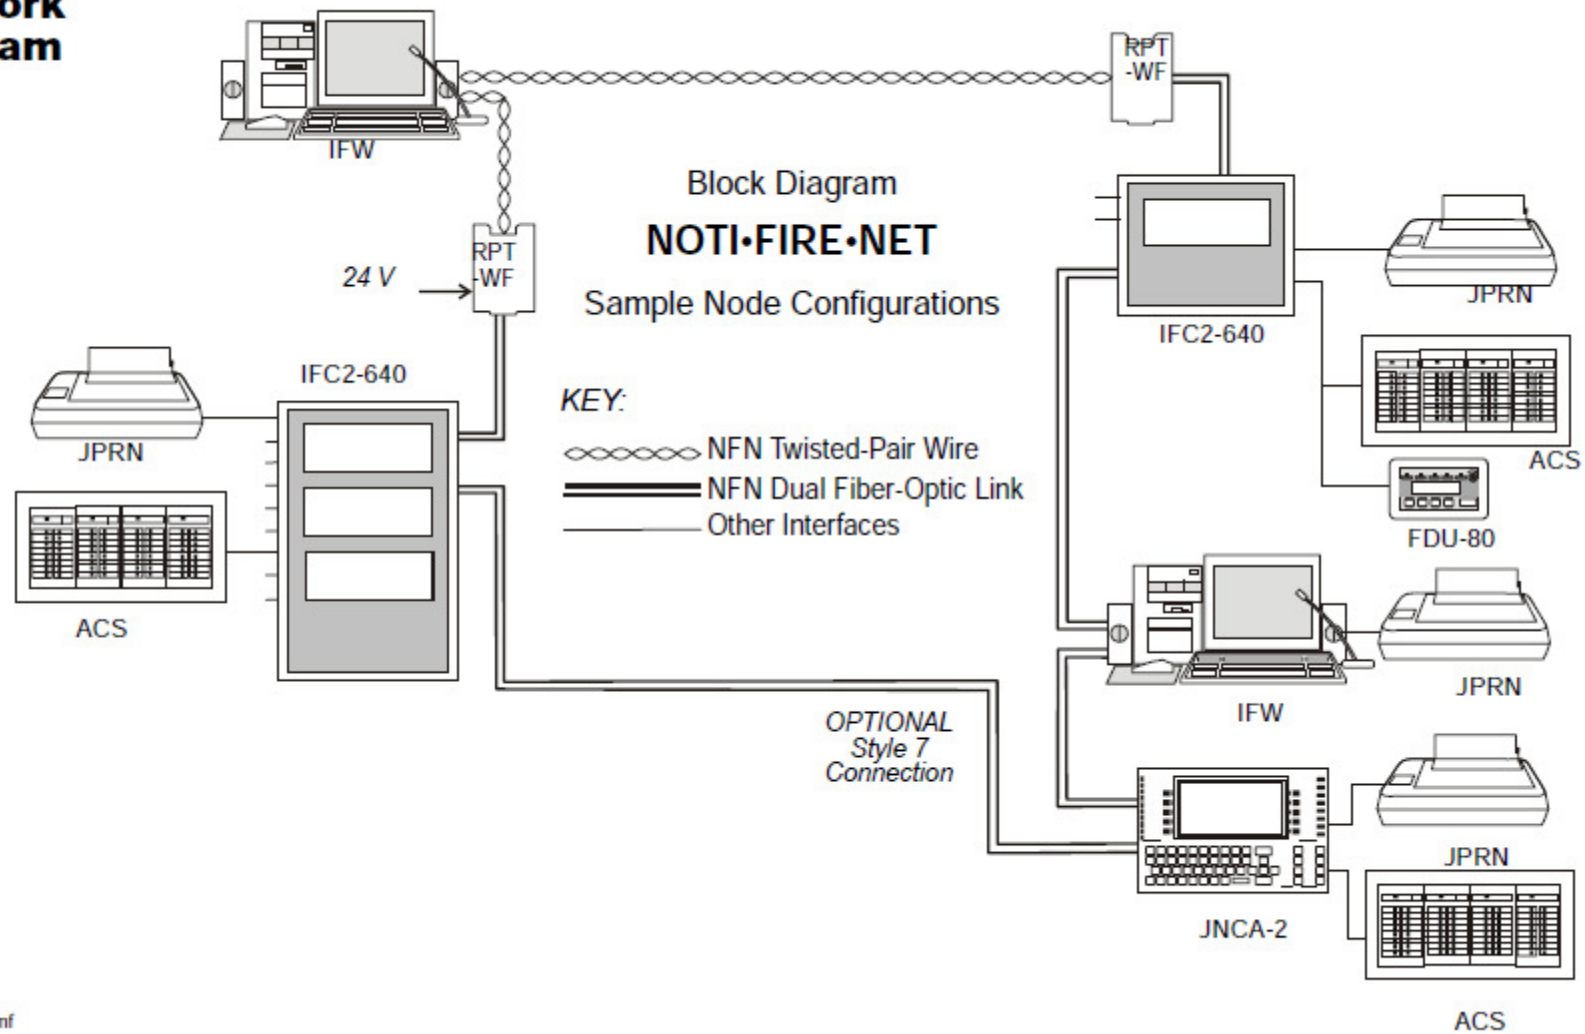 ork
am
RPT
-WF
IFW
Block Diagram
NOTI•FIRE•NET
Sample Node Configurations
RPT
-WF
24 V
JPRN
IFC2-640
IFC2-640
KEY:
NFN Twisted-Pair Wire
NFN Dual Fiber-Optic Link
Other Interfaces
JPRN
ACS
FDU-80
ACS
JPRN
IFW
OPTIONAL
Style 7
Connection
JPRN
JNCA-2
ACS
nf